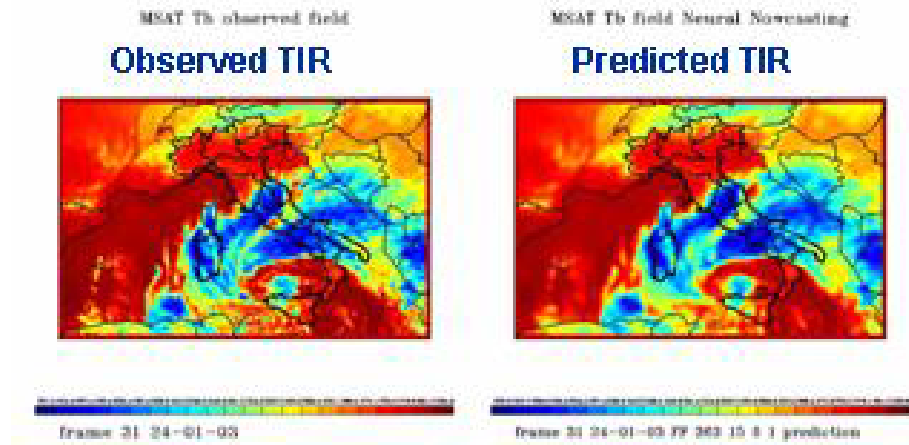 MSAT Tb observed field
Observed TIR
frame 31 24-01-03
MSAT Tb field Neural Nowcasting
Predicted TIR
frame 31 24-01-03 FF 363 15 8 1 prediction